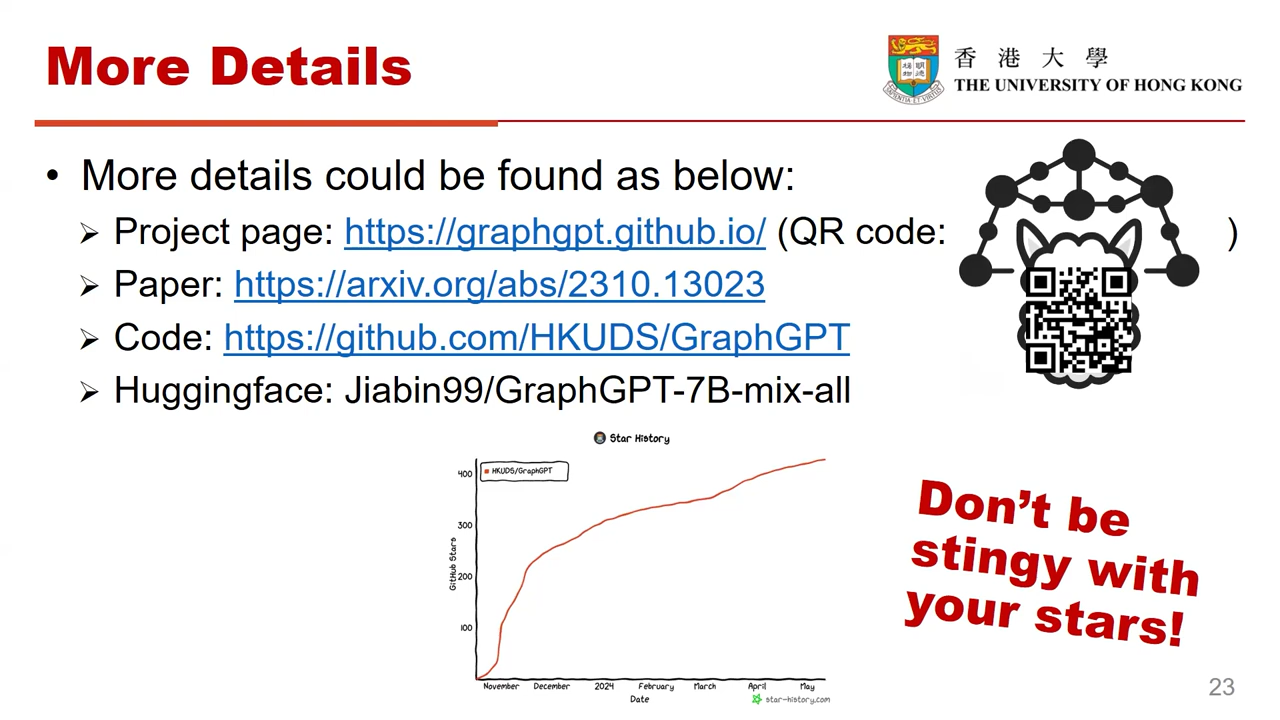 More Details
香港大學
THE UNIVERSITY OF HONG KONG
• More details could be found as below:
➢ Project page: https://graphgpt.github.io/ (QR code: )
➢ Paper: https://arxiv.org/abs/2310.13023
➢ Code: https://github.com/HKUDS/GraphGPT
➢ Huggingface: Jiabin99/GraphGPT-7B-mix-all
Star History
HKUDS/GraphGPT
400
300
200
100
GitHub Stars
November December 2024 February March April May
Date
star-history.com
Don't be
stingy with
your stars!
23